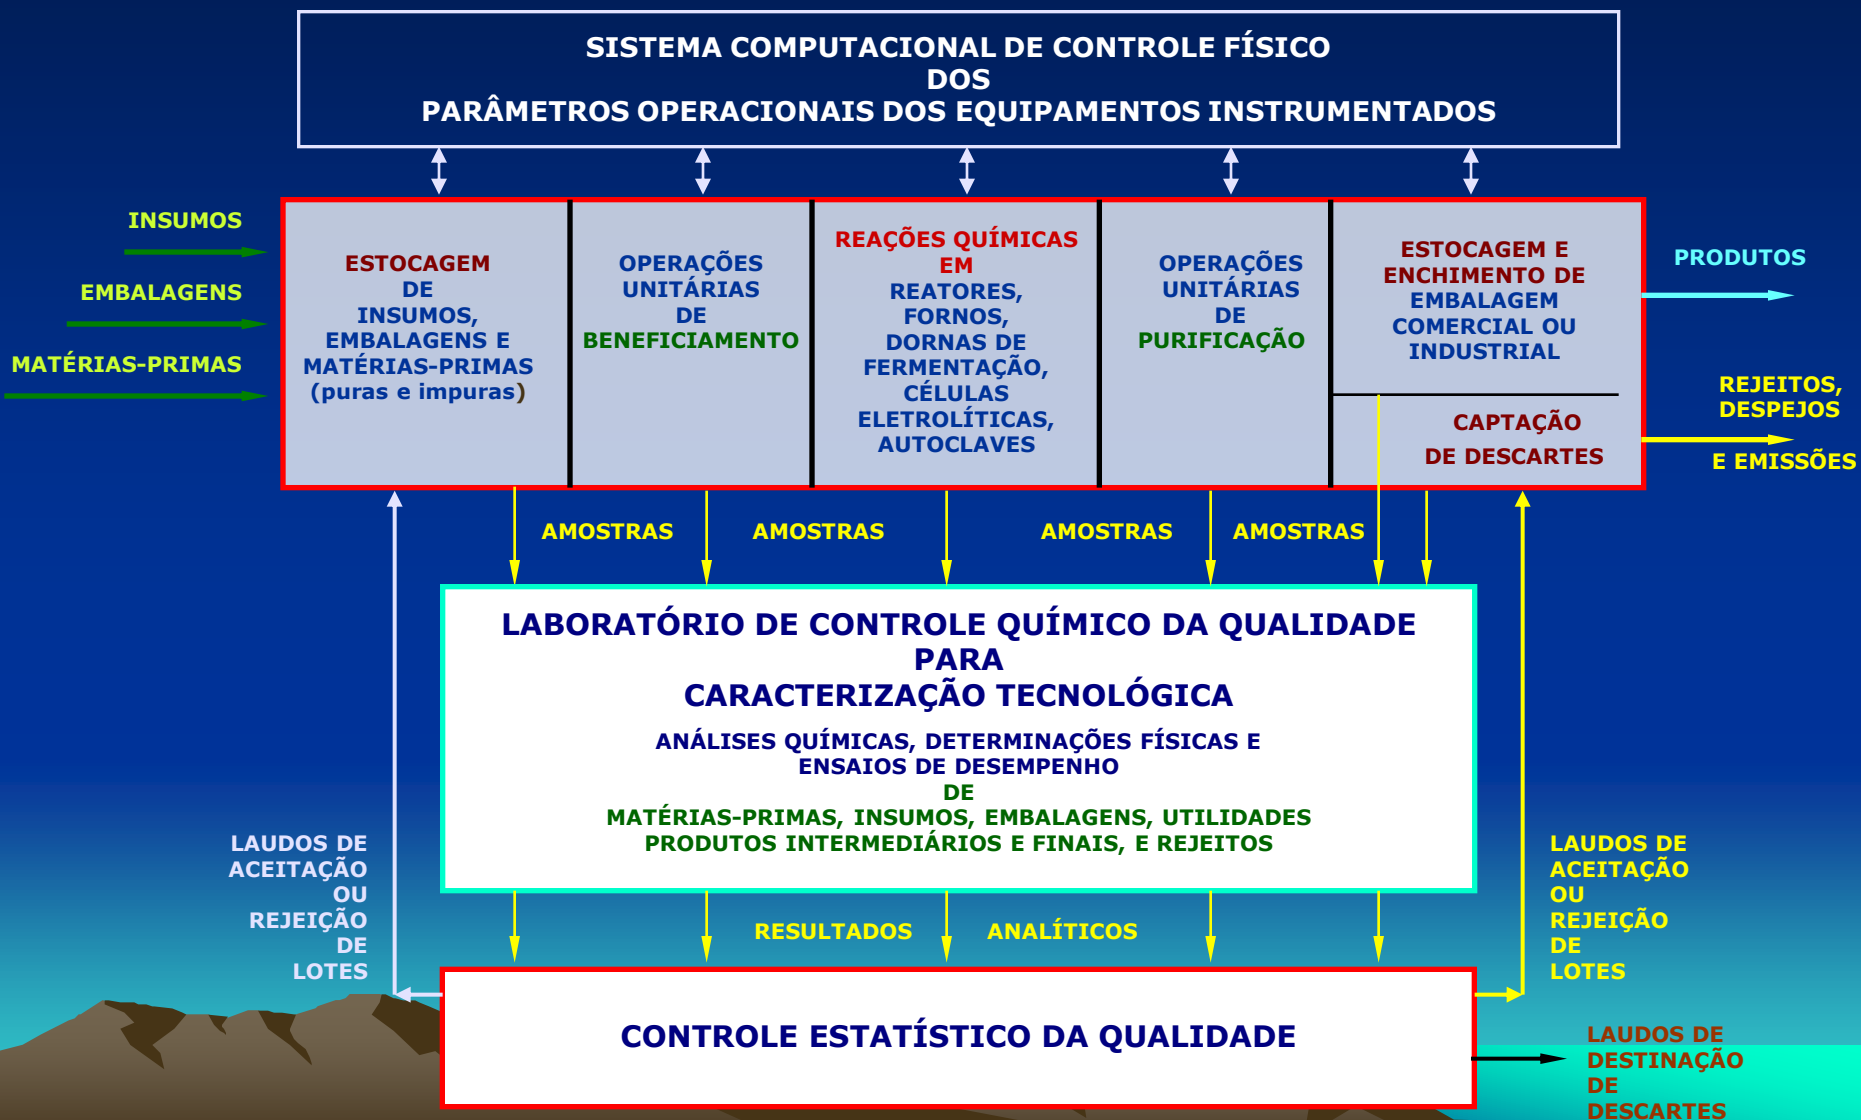 SISTEMA COMPUTACIONAL DE CONTROLE FÍSICO
DOS
PARÂMETROS OPERACIONAIS DOS EQUIPAMENTOS INSTRUMENTADOS
INSUMOS
EMBALAGENS
MATÉRIAS-PRIMAS
ESTOCAGEM
DE
INSUMOS,
EMBALAGENS E
MATÉRIAS-PRIMAS
(puras e impuras)
OPERAÇÕES
UNITÁRIAS
DE
BENEFICIAMENTO
REAÇÕES QUÍMICAS
EM
REATORES,
FORNOS,
DORNAS DE
FERMENTAÇÃO,
CÉLULAS
ELETROLÍTICAS,
AUTOCLAVES
OPERAÇÕES
UNITÁRIAS
DE
PURIFICAÇÃO
ESTOCAGEM E
ENCHIMENTO DE
EMBALAGEM
COMERCIAL OU
INDUSTRIAL
CAPTAÇÃO
DE DESCARTES
PRODUTOS
REJEITOS,
DESPEJOS
E EMISSÕES
AMOSTRAS
AMOSTRAS
AMOSTRAS
AMOSTRAS
LABORATÓRIO DE CONTROLE QUÍMICO DA QUALIDADE
PARA
CARACTERIZAÇÃO TECNOLÓGICA
ANÁLISES QUÍMICAS, DETERMINAÇÕES FÍSICAS E
ENSAIOS DE DESEMPENHO
DE
MATÉRIAS-PRIMAS, INSUMOS, EMBALAGENS, UTILIDADES
PRODUTOS INTERMEDIÁRIOS E FINAIS, E REJEITOS
LAUDOS DE
ACEITAÇÃO
OU
REJEIÇÃO
DE
LOTES
RESULTADOS ANALÍTICOS
LAUDOS DE
ACEITAÇÃO
OU
REJEIÇÃO
DE
LOTES
CONTROLE ESTATÍSTICO DA QUALIDADE
LAUDOS DE
DESTINAÇÃO
DE
DESCARTES